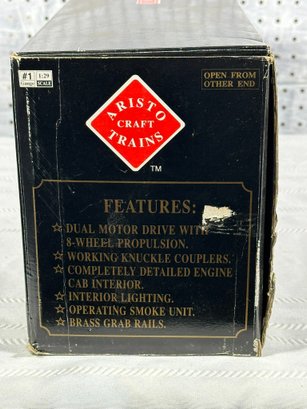 #1 1:29
Gauge SCALE
OPEN FROM
OTHER END
ARISTO
CRAFT
TRAINS
TM
FEATURES:
☆ DUAL MOTOR DRIVE WITH
8-WHEEL PROPULSION.
☆ WORKING KNUCKLE COUPLERS.
☆ COMPLETELY DETAILED ENGINE
CAB INTERIOR.
☆ INTERIOR LIGHTING.
☆ OPERATING SMOKE UNIT.
☆ BRASS GRAB RAILS.